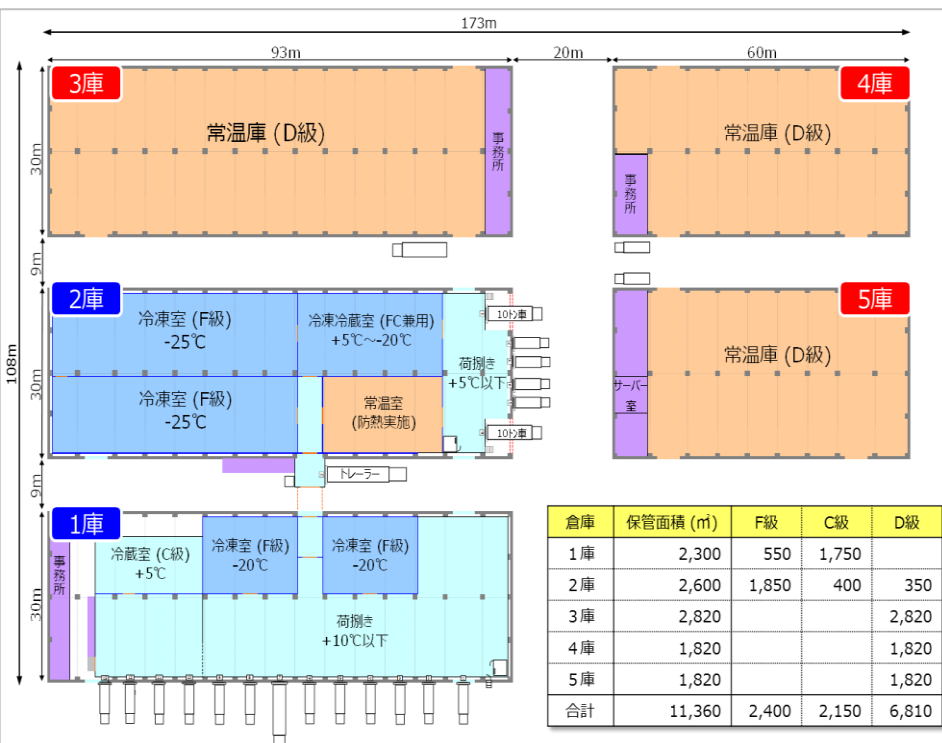 173m
93m
20m
60m
108m
3庫
常温庫 (D級)
事務所
30m
4庫
常温庫 (D級)
事務所
9m
2庫
冷凍室 (F級)
-25℃
冷凍冷蔵室 (FC兼用)
+5℃～-20℃
荷捌き
+5℃以下
10トン車
冷凍室 (F級)
-25℃
常温室
(防熱実施)
10トン車
30m
5庫
常温庫 (D級)
サーバー
室
9m
トレーラー
1庫
事務所
冷蔵室 (C級)
+5℃
冷凍室 (F級)
-20℃
冷凍室 (F級)
-20℃
荷捌き
+10℃以下
30m
倉庫 保管面積 (㎡) F級 C級 D級
1庫 2,300 550 1,750
2庫 2,600 1,850 400 350
3庫 2,820 2,820
4庫 1,820 1,820
5庫 1,820 1,820
合計 11,360 2,400 2,150 6,810